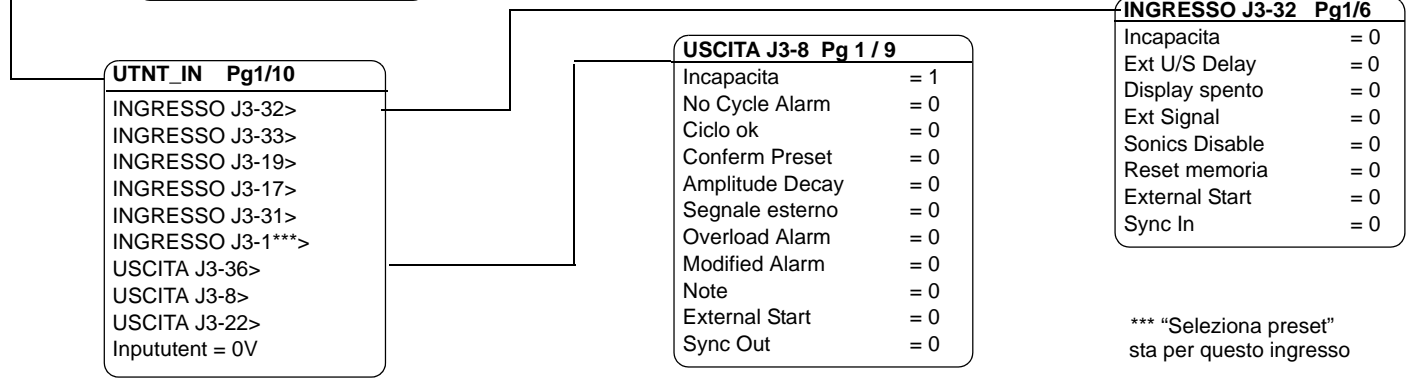 UTNT_IN Pg1/10
INGRESSO J3-32>
INGRESSO J3-33>
INGRESSO J3-19>
INGRESSO J3-17>
INGRESSO J3-31>
INGRESSO J3-1***>
USCITA J3-36>
USCITA J3-8>
USCITA J3-22>
Inpututent = 0V
USCITA J3-8 Pg 1 / 9
Incapacita = 1
No Cycle Alarm = 0
Ciclo ok = 0
Conferm Preset = 0
Amplitude Decay = 0
Segnale esterno = 0
Overload Alarm = 0
Modified Alarm = 0
Note = 0
External Start = 0
Sync Out = 0
INGRESSO J3-32 Pg1/6
Incapacita = 0
Ext U/S Delay = 0
Display spento = 0
Ext Signal = 0
Sonics Disable = 0
Reset memoria = 0
External Start = 0
Sync In = 0
*** “Seleziona preset”
sta per questo ingresso